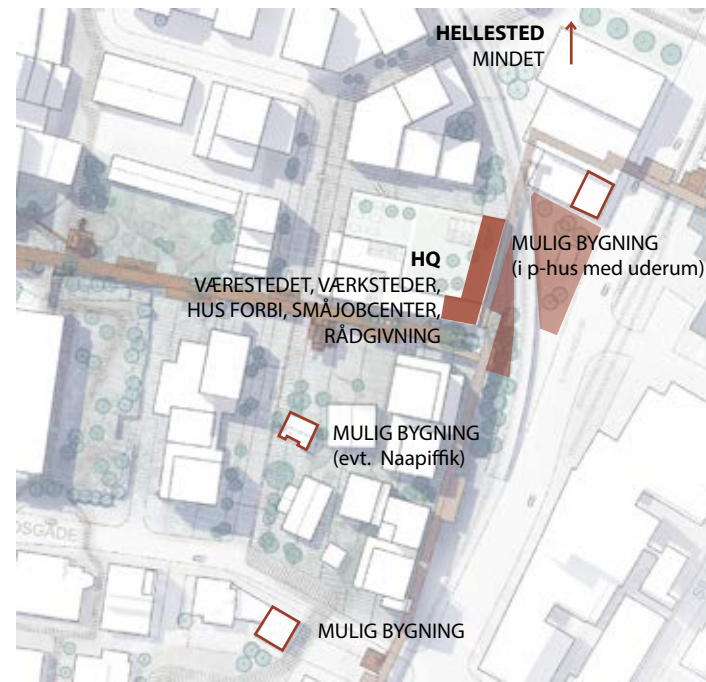 HELLESTED
MINDET
MULIG BYGNING
(i p-hus med uderum)
HQ
VÆRESTEDET, VÆRKSTEDER,
HUS FORBI, SMÅJOBCENTER,
RÅDGIVNING
MULIG BYGNING
(evt. Naapiffik)
OSGADE
MULIG BYGNING